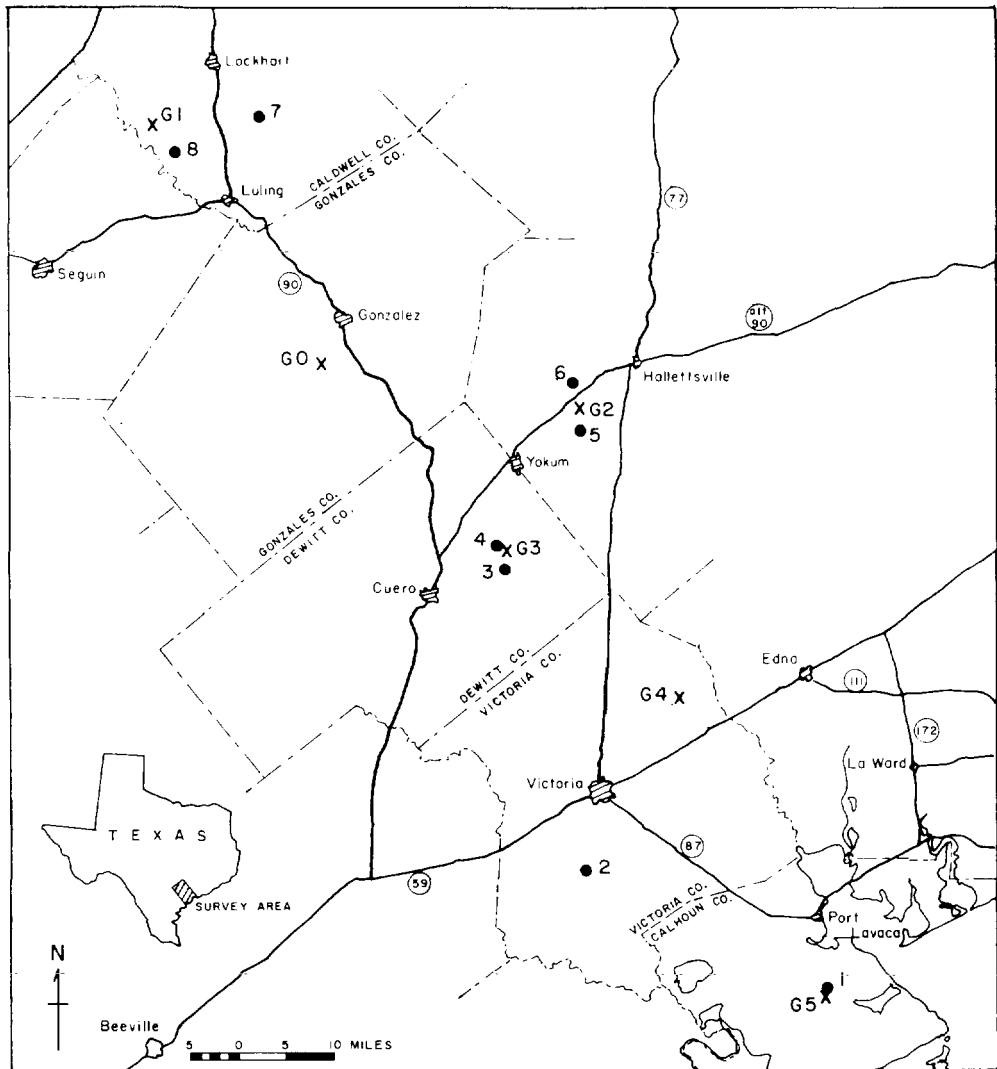 Lockhart
7
G1
8
CALDWELL CO.
GONZALES CO.
Luling
77
Seguin
90
Gonzalez
alt
90
G0
6
Hallettsville
G2
5
Yokum
GONZALES CO.
DEWITT CO.
4
G3
3
Cuero
Edna
DEWITT CO.
VICTORIA CO.
G4
111
172
La Ward
Victoria
TEXAS
87
2
59
SURVEY AREA
VICTORIA CO.
CALHOUN CO.
Port
Lavaca
N
1
G5
Beeville
5 0 5 10 MILES